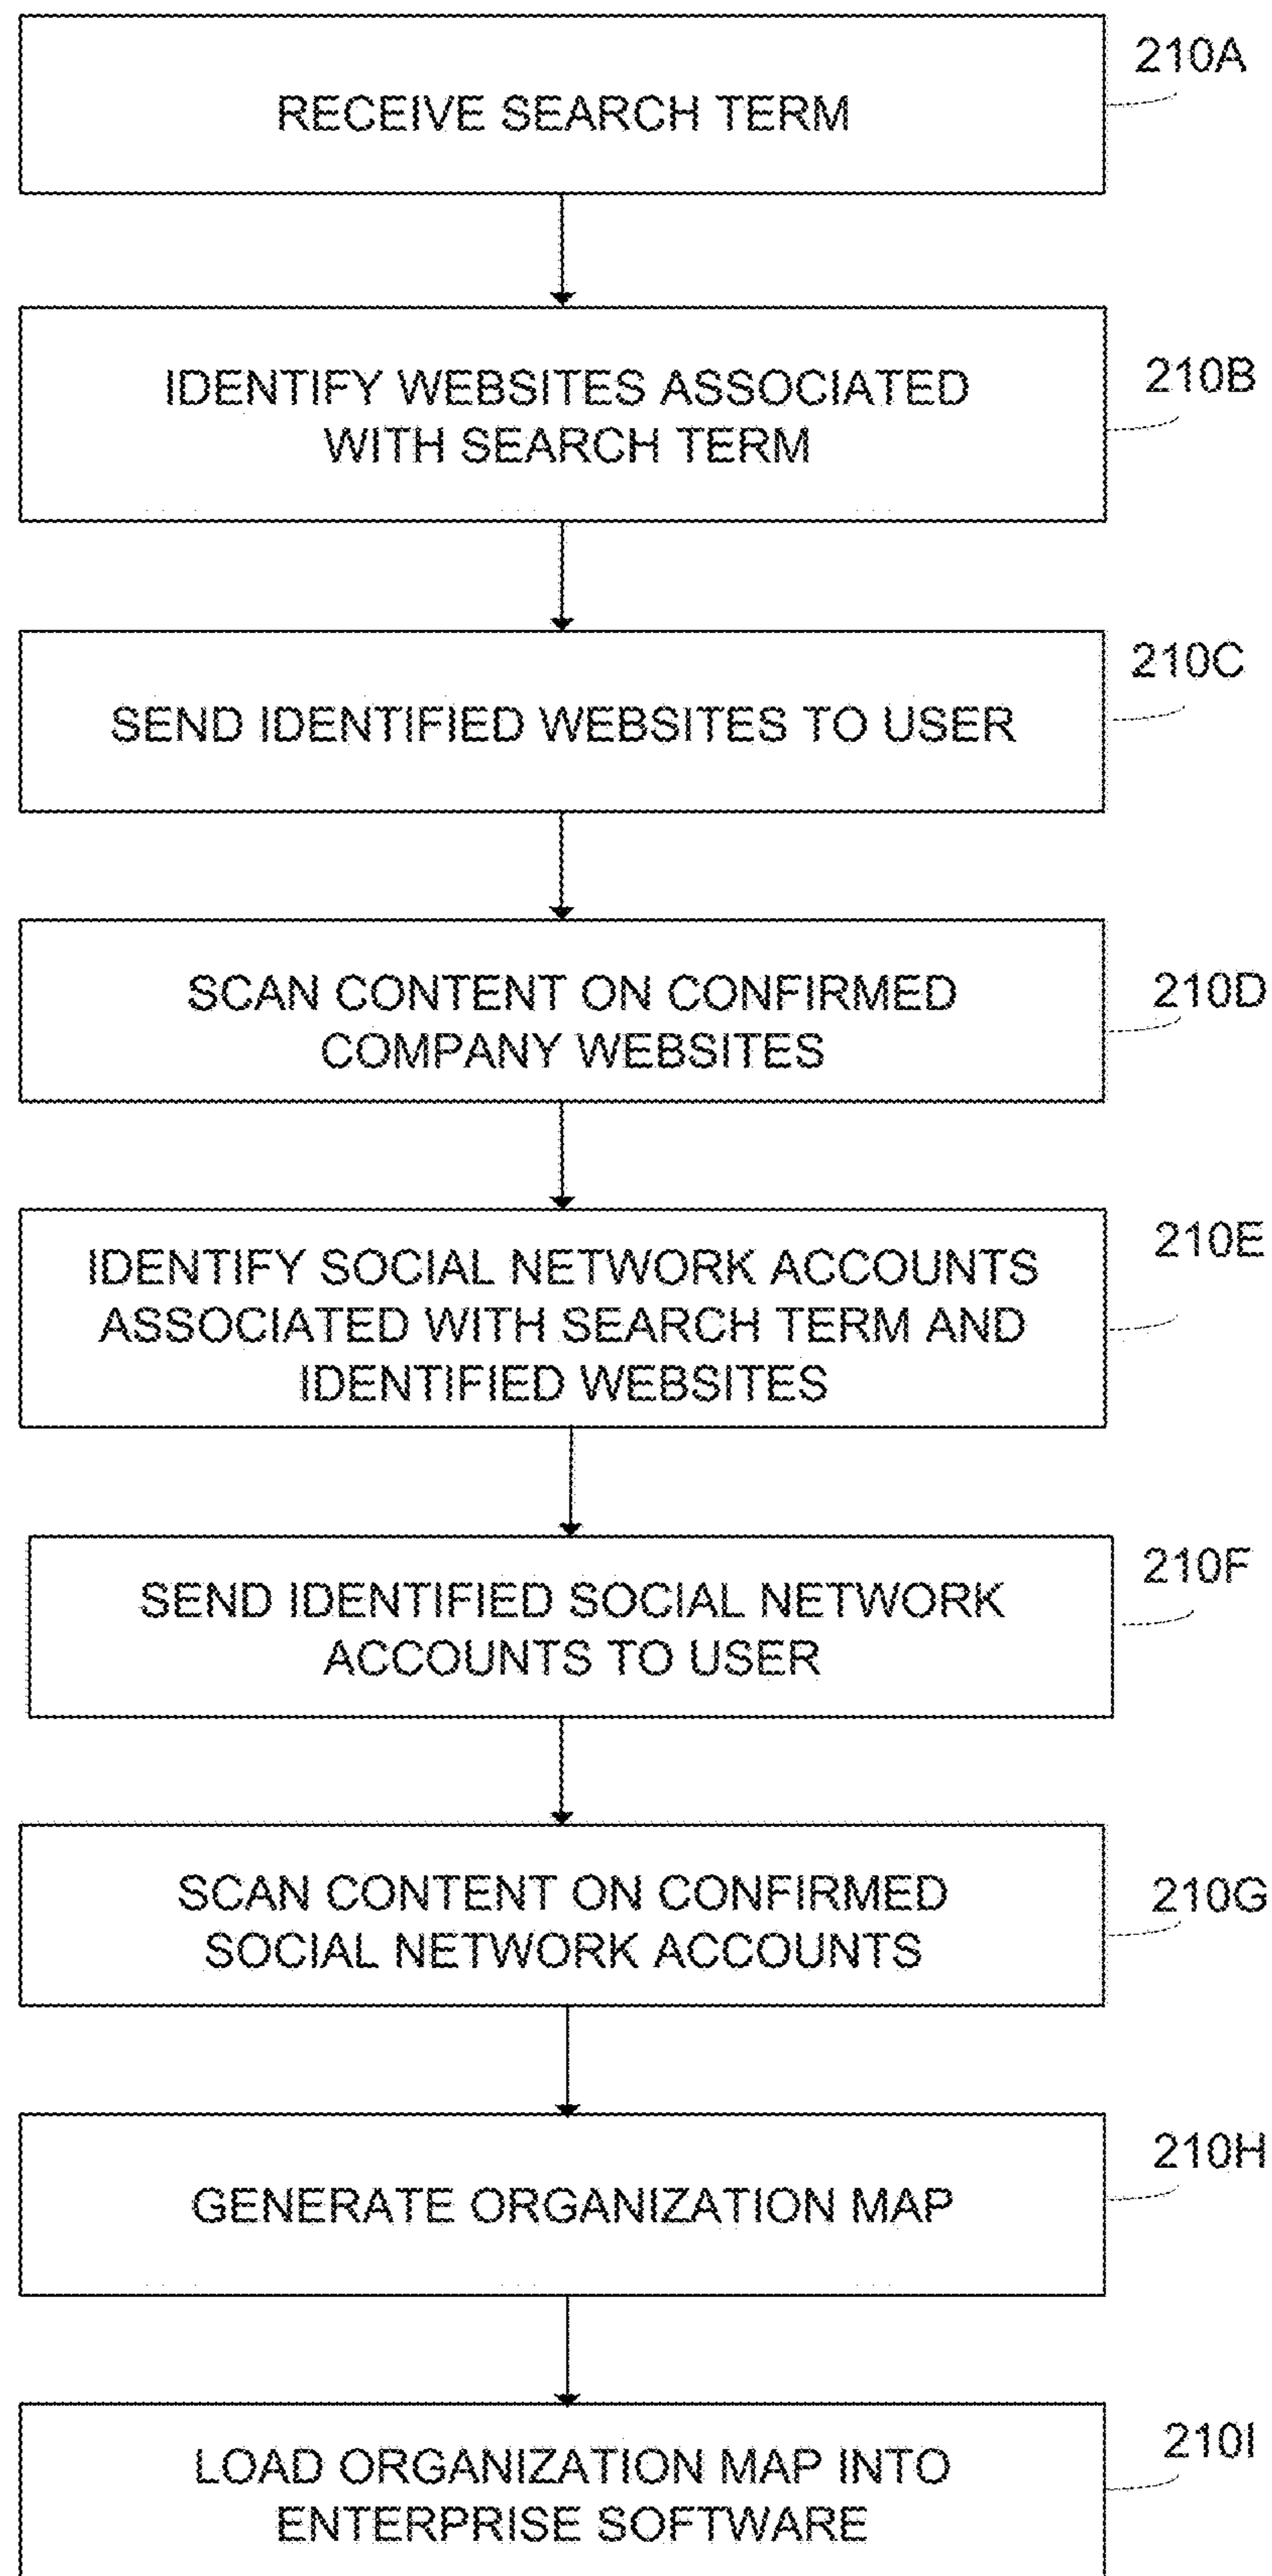 RECEIVE SEARCH TERM
210A
IDENTIFY WEBSITES ASSOCIATED
WITH SEARCH TERM
210B
SEND IDENTIFIED WEBSITES TO USER
210C
SCAN CONTENT ON CONFIRMED
COMPANY WEBSITES
210D
IDENTIFY SOCIAL NETWORK ACCOUNTS
ASSOCIATED WITH SEARCH TERM AND
IDENTIFIED WEBSITES
210E
SEND IDENTIFIED SOCIAL NETWORK
ACCOUNTS TO USER
210F
SCAN CONTENT ON CONFIRMED
SOCIAL NETWORK ACCOUNTS
210G
GENERATE ORGANIZATION MAP
210H
LOAD ORGANIZATION MAP INTO
ENTERPRISE SOFTWARE
210I